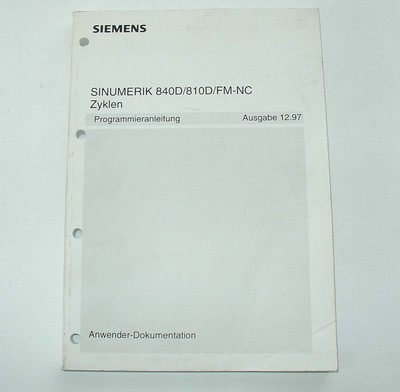 SIEMENS
SINUMERIK 840D/810D/FM-NC
Zyklen
Programmieranleitung Ausgabe 12.97
Anwender-Dokumentation